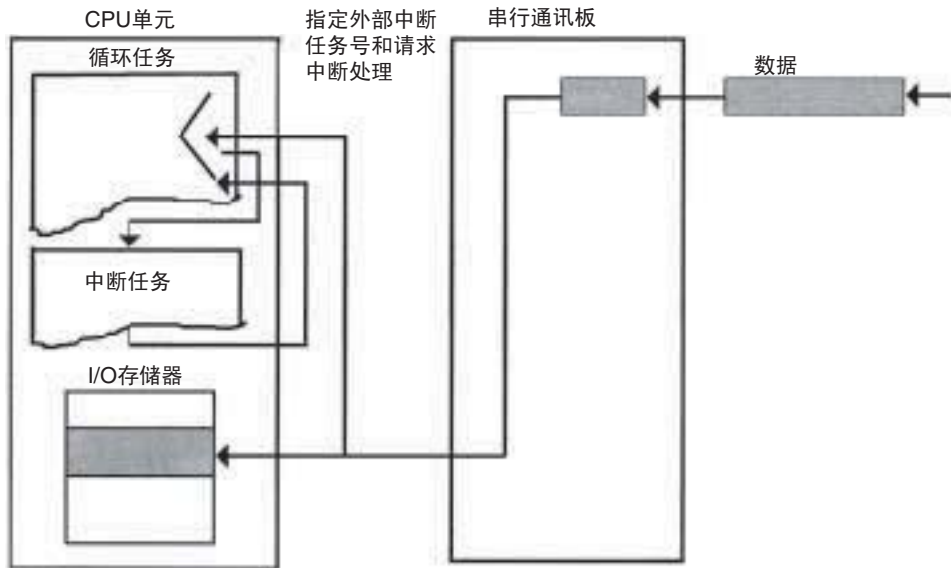 CPU单元
循环任务
指定外部中断
任务号和请求
中断处理
串行通讯板
数据
中断任务
I/O存储器